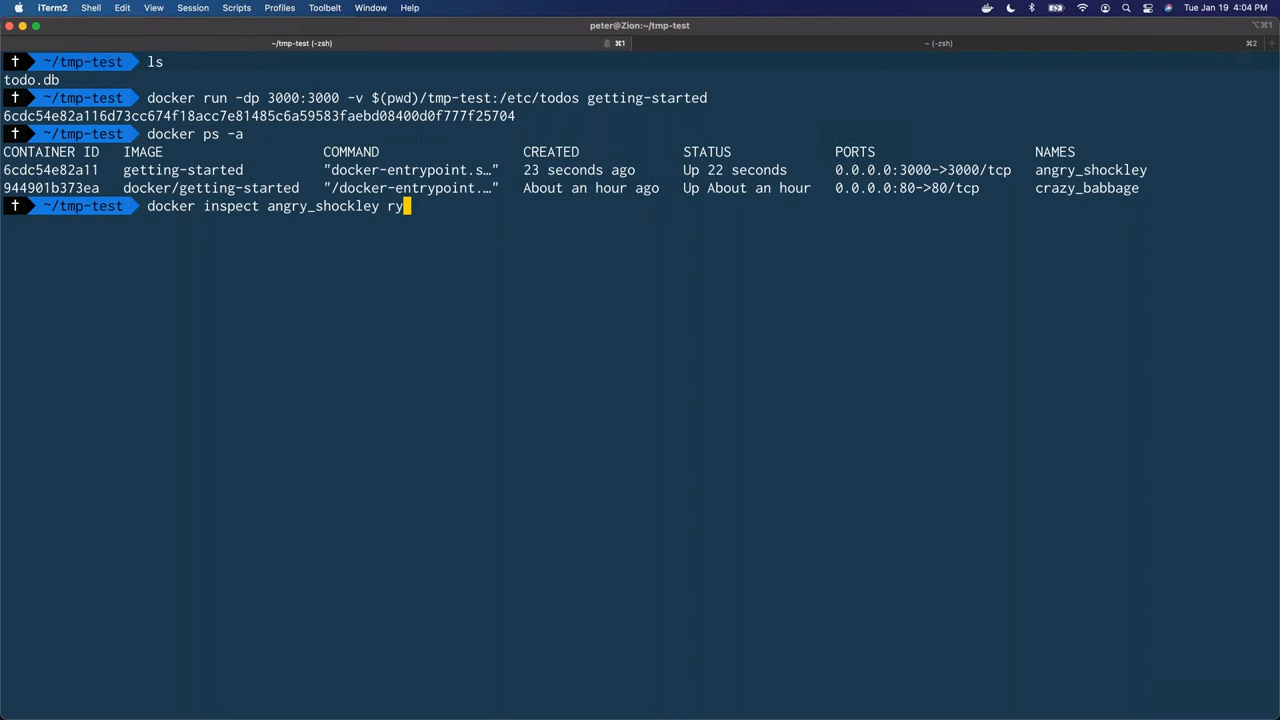 iTerm2 Shell Edit View Session Scripts Profiles Toolbelt Window Help Tue Jan 19 4:04 PM
peter@Zion:~/tmp-test ⌥⌘1
~/tmp-test (-zsh) ⌘1 ~ (-zsh) ⌘2
† ~/tmp-test ls
todo.db
† ~/tmp-test docker run -dp 3000:3000 -v $(pwd)/tmp-test:/etc/todos getting-started
6cdc54e82a116d73cc674f18acc7e81485c6a59583faebd08400d0f777f25704
† ~/tmp-test docker ps -a
CONTAINER ID IMAGE COMMAND CREATED STATUS PORTS NAMES
6cdc54e82a11 getting-started "docker-entrypoint.s…" 23 seconds ago Up 22 seconds 0.0.0.0:3000->3000/tcp angry_shockley
944901b373ea docker/getting-started "/docker-entrypoint.…" About an hour ago Up About an hour 0.0.0.0:80->80/tcp crazy_babbage
† ~/tmp-test docker inspect angry_shockley ry